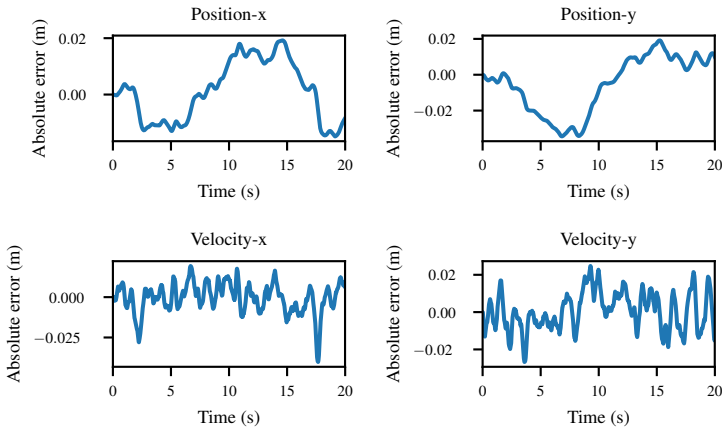 Position-x
Absolute error (m)
0.02
0.00
0 5 10 15 20
Time (s)
Position-y
Absolute error (m)
0.02
0.00
−0.02
0 5 10 15 20
Time (s)
Velocity-x
Absolute error (m)
0.000
−0.025
0 5 10 15 20
Time (s)
Velocity-y
Absolute error (m)
0.02
0.00
−0.02
0 5 10 15 20
Time (s)